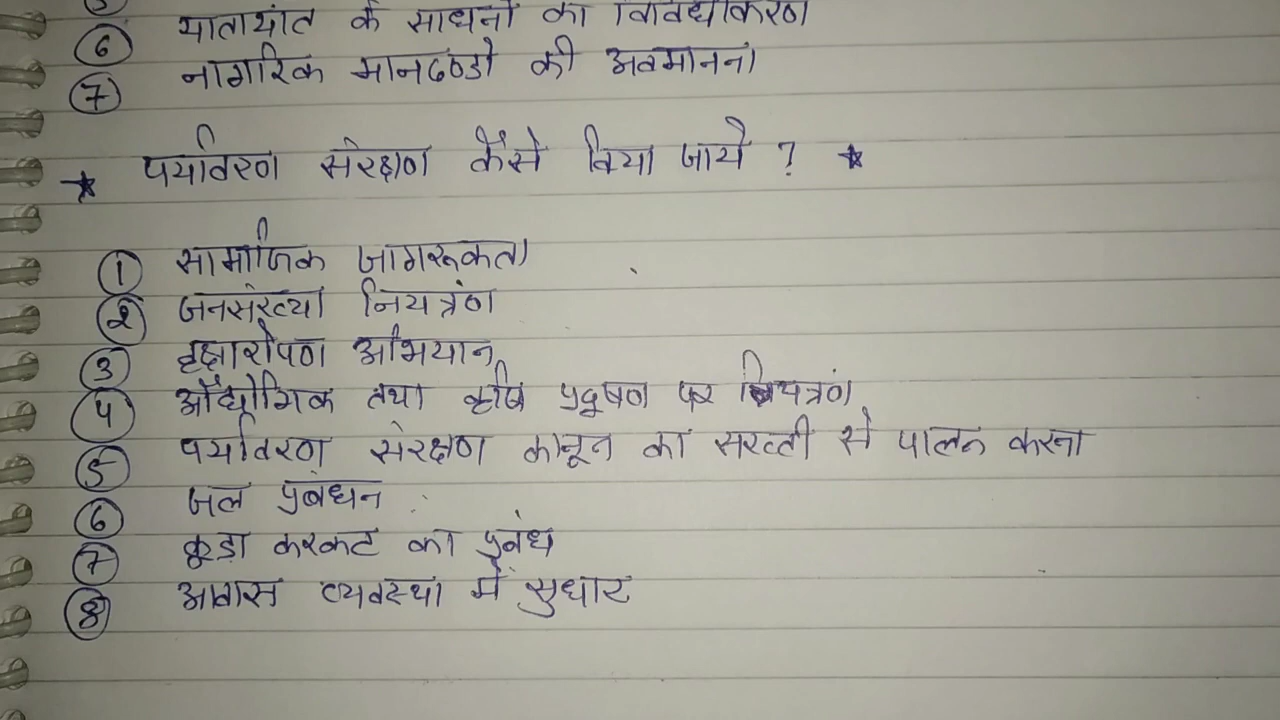 6 यातायात के साधनों का विविधीकरण
7 नागरिक मानदण्डो की अवमानना
★ पर्यावरण संरक्षण कैसे किया जाये ? ★
1 सामाजिक जागरूकता
2 जनसंख्या नियत्रंण
3 वृक्षारोपण अभियान
4 औद्योगिक तथा कृषि प्रदूषण पर नियत्रंण
5 पर्यावरण संरक्षण कानून का सख्ती से पालन करना
6 जल प्रबंधन
7 कूड़ा करकट का प्रबंध
8 आवास व्यवस्था में सुधार